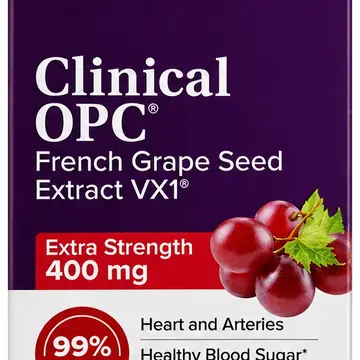 Clinical
OPC®
French Grape Seed
Extract VX1®
Extra Strength
400 mg
99%
Heart and Arteries
Healthy Blood Sugar*